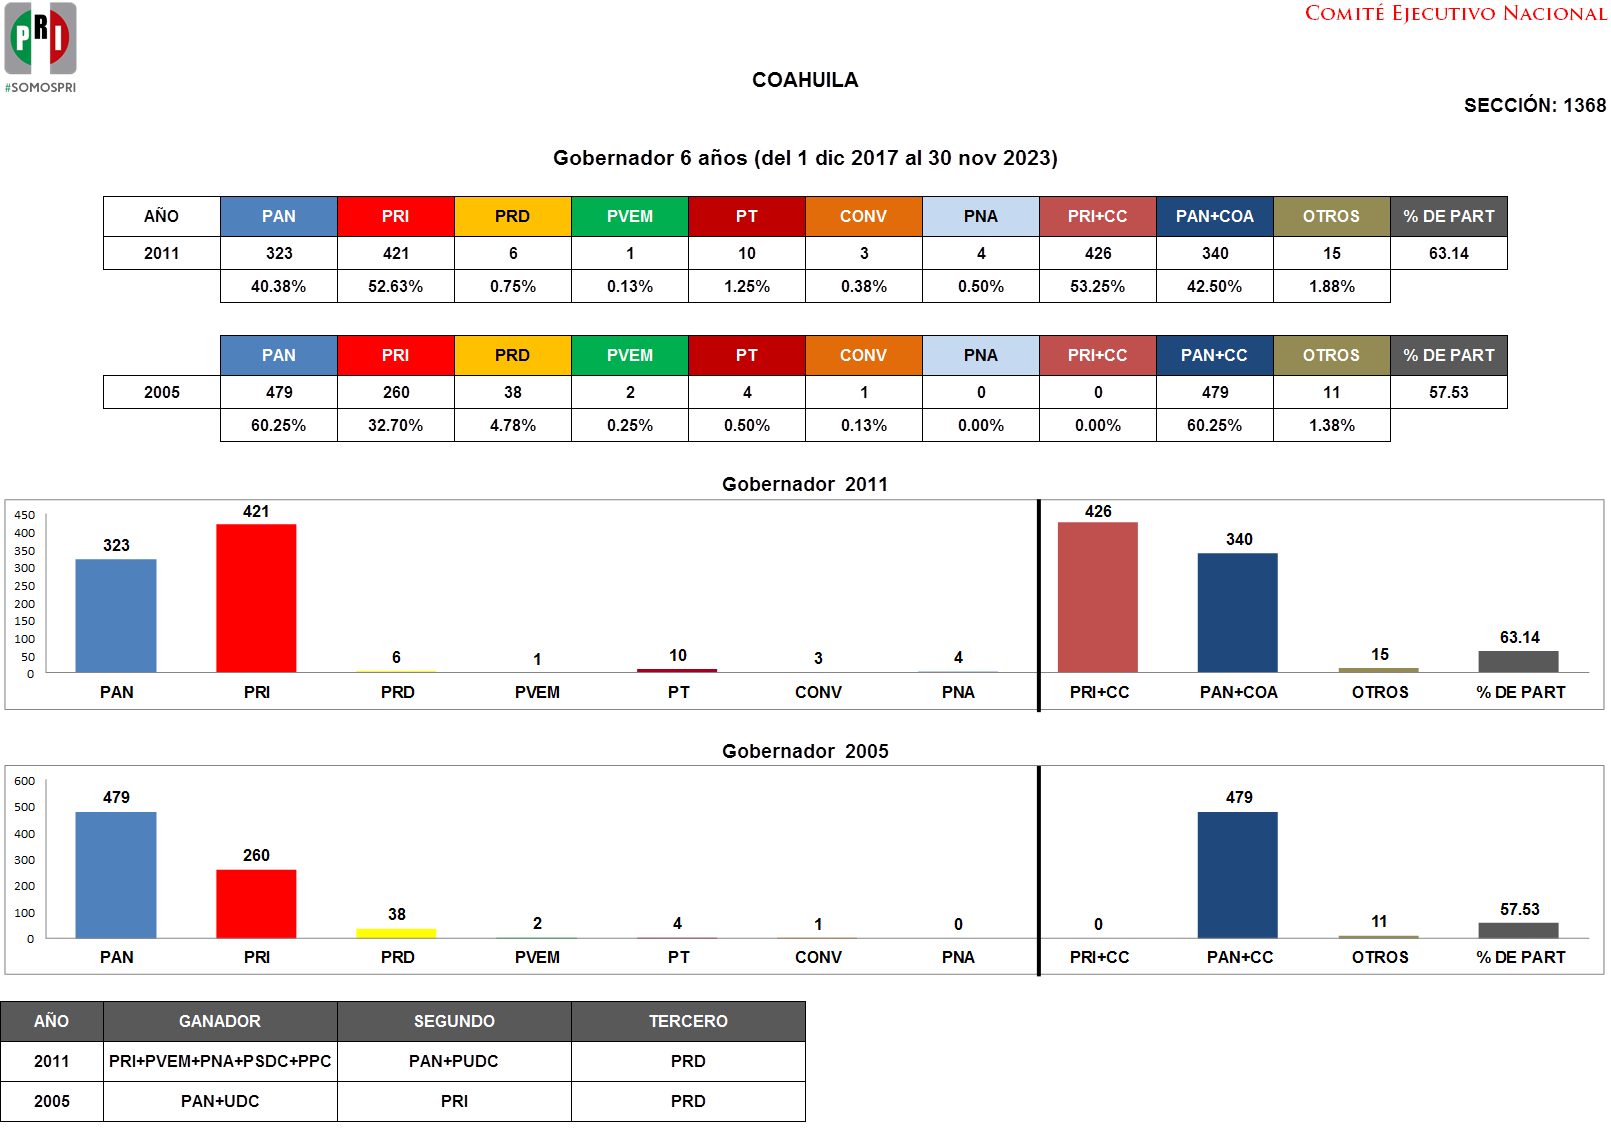 PRI
#SOMOSPRI
COMITÉ EJECUTIVO NACIONAL
COAHUILA
SECCIÓN: 1368
Gobernador 6 años (del 1 dic 2017 al 30 nov 2023)
AÑO PAN PRI PRD PVEM PT CONV PNA PRI+CC PAN+COA OTROS % DE PART
2011 323 421 6 1 10 3 4 426 340 15 63.14
40.38% 52.63% 0.75% 0.13% 1.25% 0.38% 0.50% 53.25% 42.50% 1.88%
PAN PRI PRD PVEM PT CONV PNA PRI+CC PAN+CC OTROS % DE PART
2005 479 260 38 2 4 1 0 0 479 11 57.53
60.25% 32.70% 4.78% 0.25% 0.50% 0.13% 0.00% 0.00% 60.25% 1.38%
Gobernador 2011
450
400
350
300
250
200
150
100
50
0
323 421 6 1 10 3 4 426 340 15 63.14
PAN PRI PRD PVEM PT CONV PNA PRI+CC PAN+COA OTROS % DE PART
Gobernador 2005
600
500
400
300
200
100
0
479 260 38 2 4 1 0 0 479 11 57.53
PAN PRI PRD PVEM PT CONV PNA PRI+CC PAN+CC OTROS % DE PART
AÑO GANADOR SEGUNDO TERCERO
2011 PRI+PVEM+PNA+PSDC+PPC PAN+PUDC PRD
2005 PAN+UDC PRI PRD